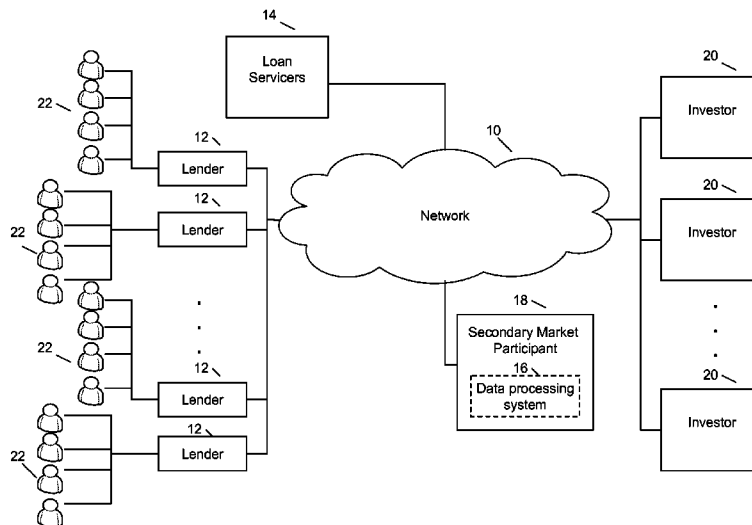 14
Loan
Servicers
20
Investor
22
12
Lender
10
Network
20
Investor
12
Lender
22
18
Secondary Market
Participant
16
Data processing
system
22
12
Lender
20
Investor
12
Lender
22